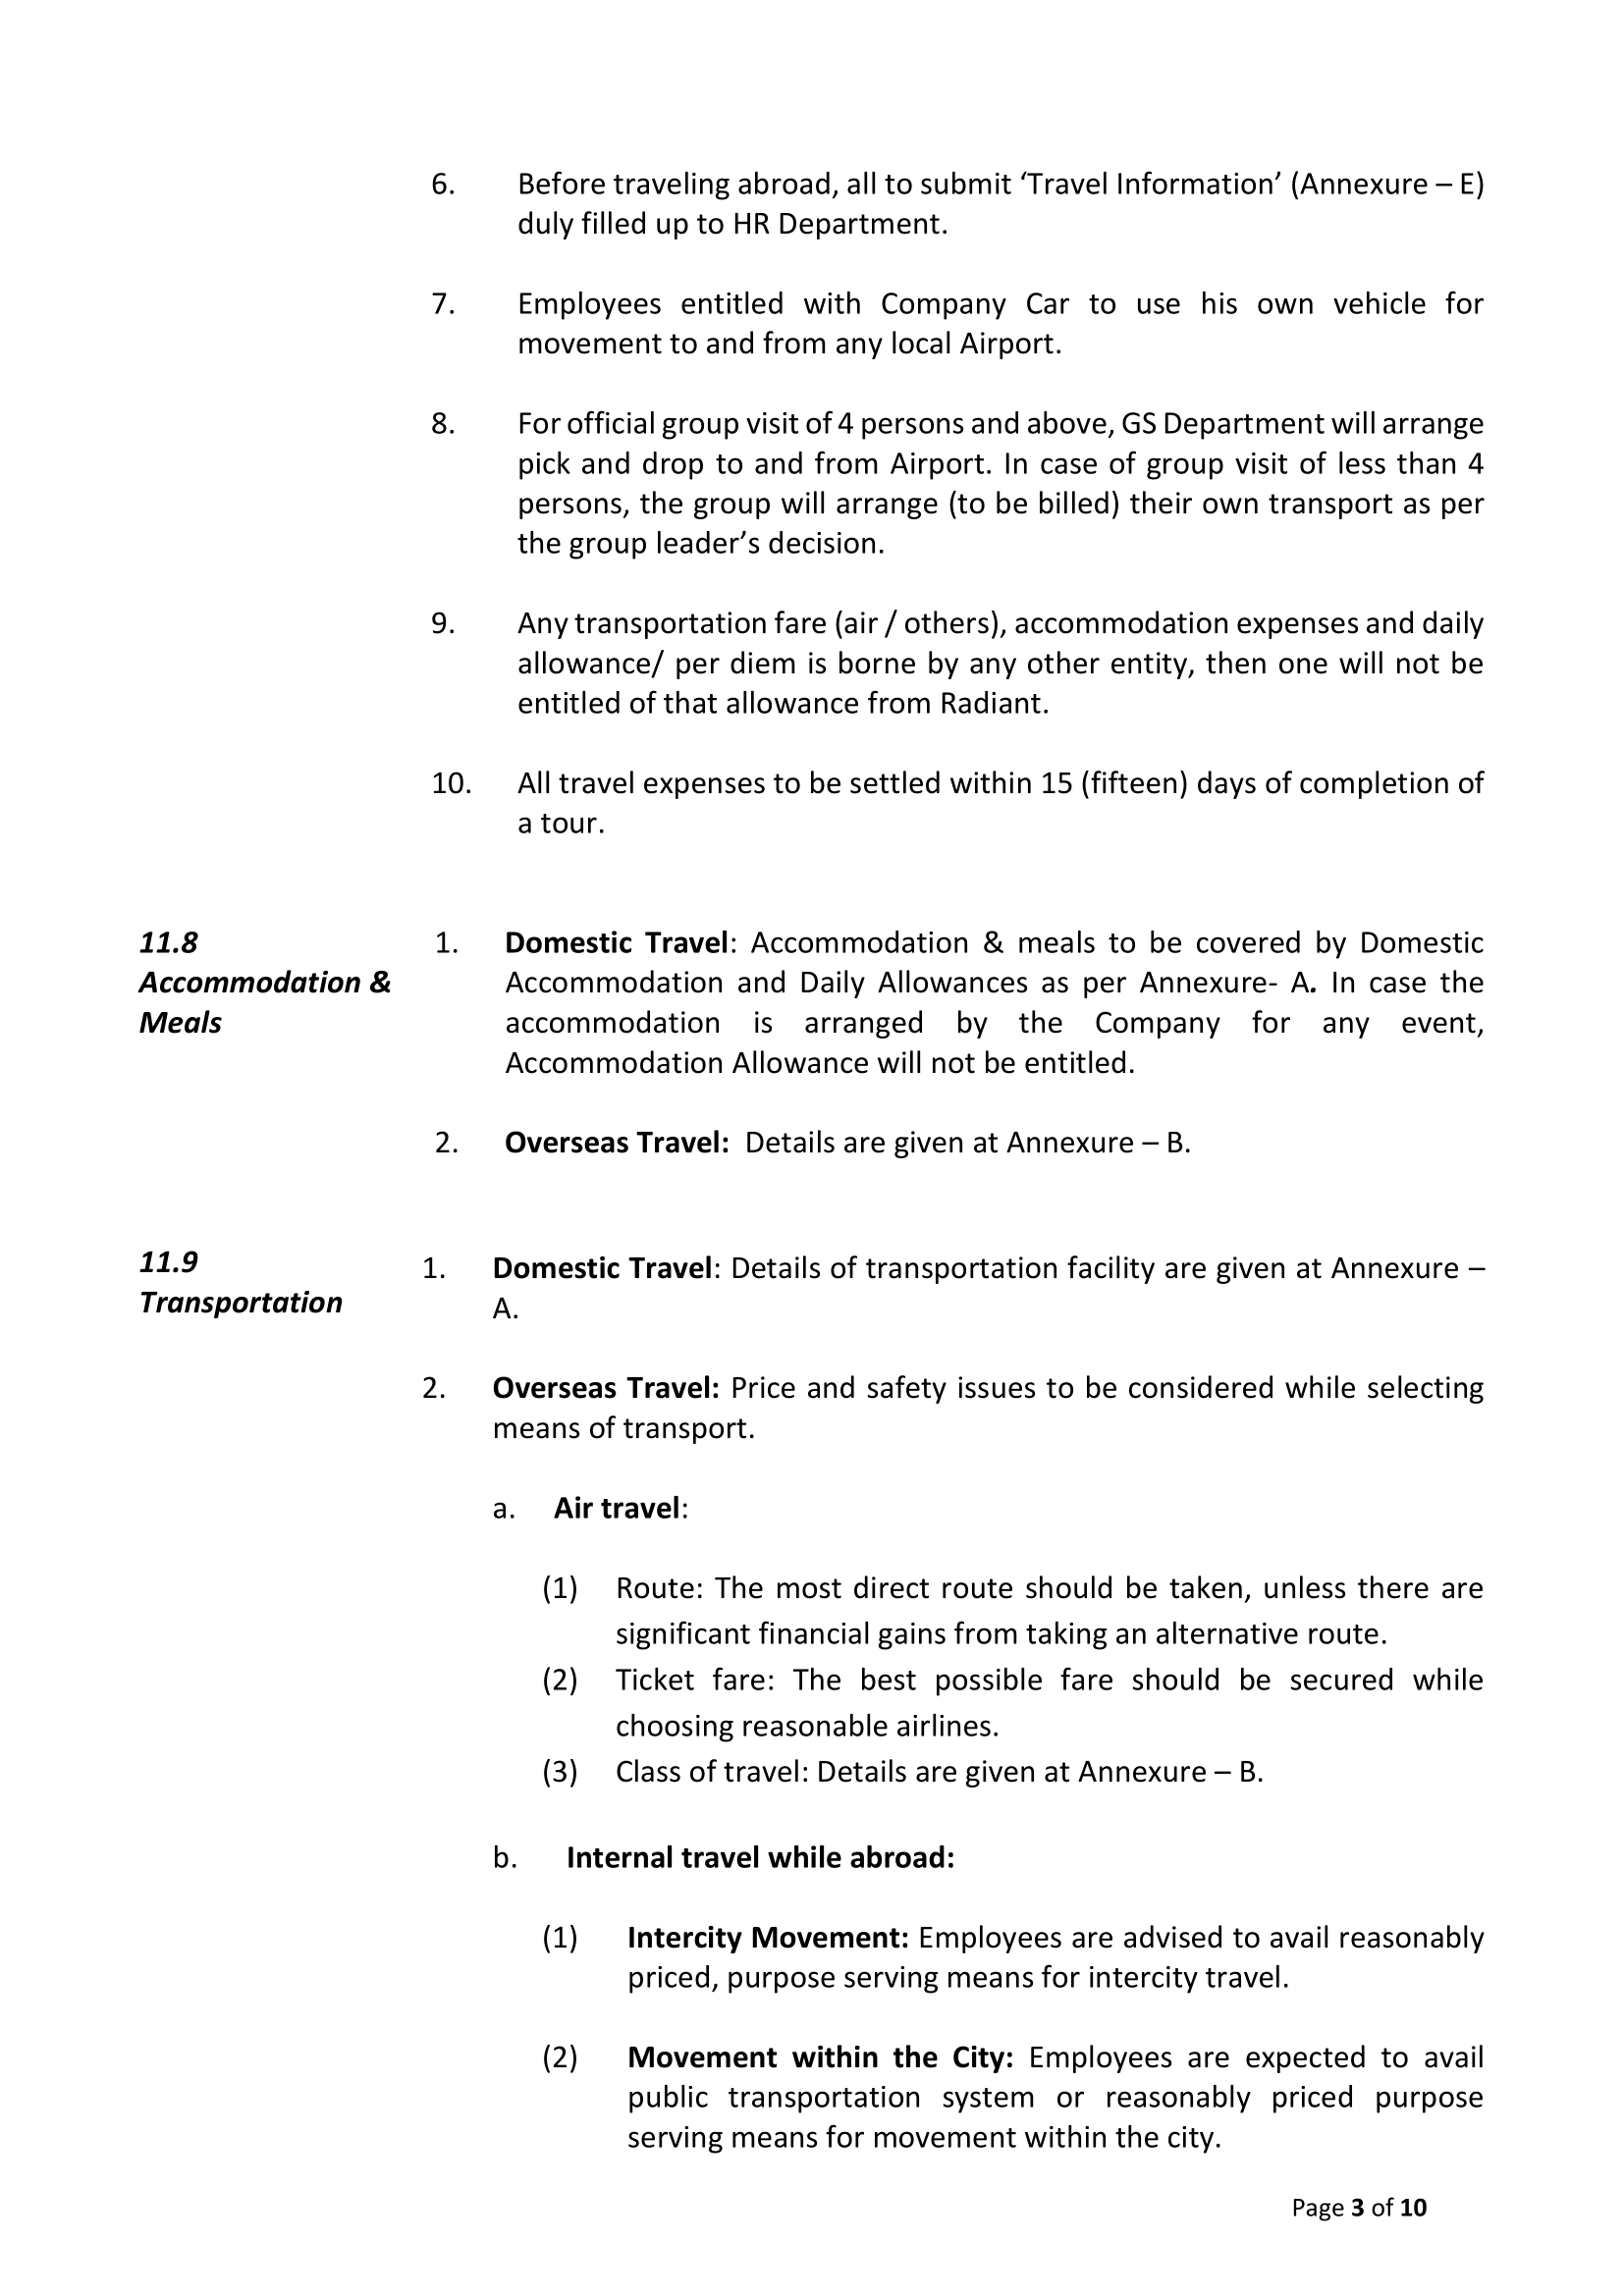 6. Before traveling abroad, all to submit ‘Travel Information’ (Annexure – E)
duly filled up to HR Department.
7. Employees entitled with Company Car to use his own vehicle for
movement to and from any local Airport.
8. For official group visit of 4 persons and above, GS Department will arrange
pick and drop to and from Airport. In case of group visit of less than 4
persons, the group will arrange (to be billed) their own transport as per
the group leader’s decision.
9. Any transportation fare (air / others), accommodation expenses and daily
allowance/ per diem is borne by any other entity, then one will not be
entitled of that allowance from Radiant.
10. All travel expenses to be settled within 15 (fifteen) days of completion of
a tour.
11.8
Accommodation &
Meals
1. Domestic Travel: Accommodation & meals to be covered by Domestic
Accommodation and Daily Allowances as per Annexure- A. In case the
accommodation is arranged by the Company for any event,
Accommodation Allowance will not be entitled.
2. Overseas Travel: Details are given at Annexure – B.
11.9
Transportation
1. Domestic Travel: Details of transportation facility are given at Annexure –
A.
2. Overseas Travel: Price and safety issues to be considered while selecting
means of transport.
a. Air travel:
(1) Route: The most direct route should be taken, unless there are
significant financial gains from taking an alternative route.
(2) Ticket fare: The best possible fare should be secured while
choosing reasonable airlines.
(3) Class of travel: Details are given at Annexure – B.
b. Internal travel while abroad:
(1) Intercity Movement: Employees are advised to avail reasonably
priced, purpose serving means for intercity travel.
(2) Movement within the City: Employees are expected to avail
public transportation system or reasonably priced purpose
serving means for movement within the city.
Page 3 of 10